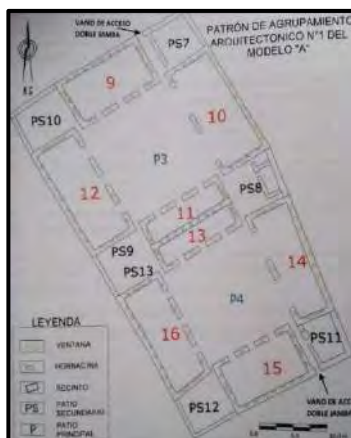 VANO DE ACCESO
DOBLE JAMBA
PATRÓN DE AGRUPAMIENTO
ARQUITECTONICO N°1 DEL
MODELO "A"
PS7
9
PS10
10
P3
12
11
PS8
13
PS9
PS13
14
P4
16
PS11
15
PS12
VANO DE ACCESO
DOBLE JAMBA
LEYENDA
VENTANA
HORNACINA
RECINTO
PS
PATIO
SECUNDARIO
P
PATIO
PRINCIPAL